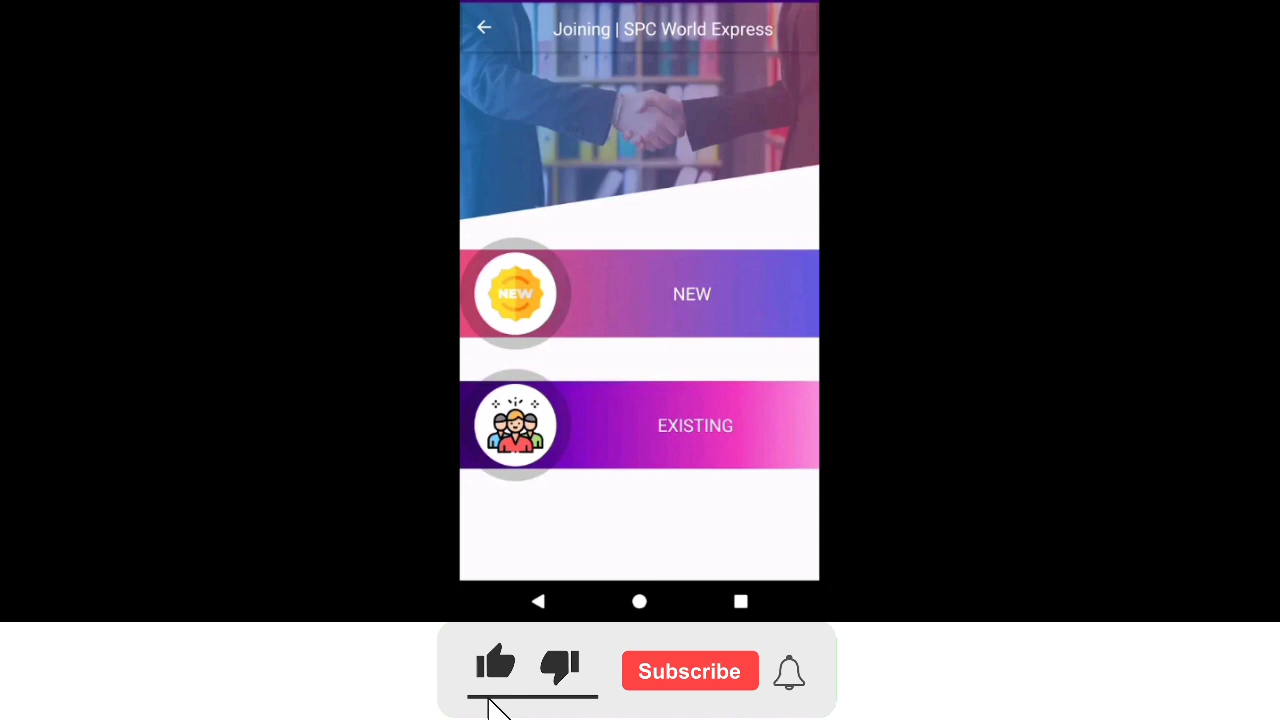 Joining | SPC World Express
NEW
NEW
EXISTING
Subscribe